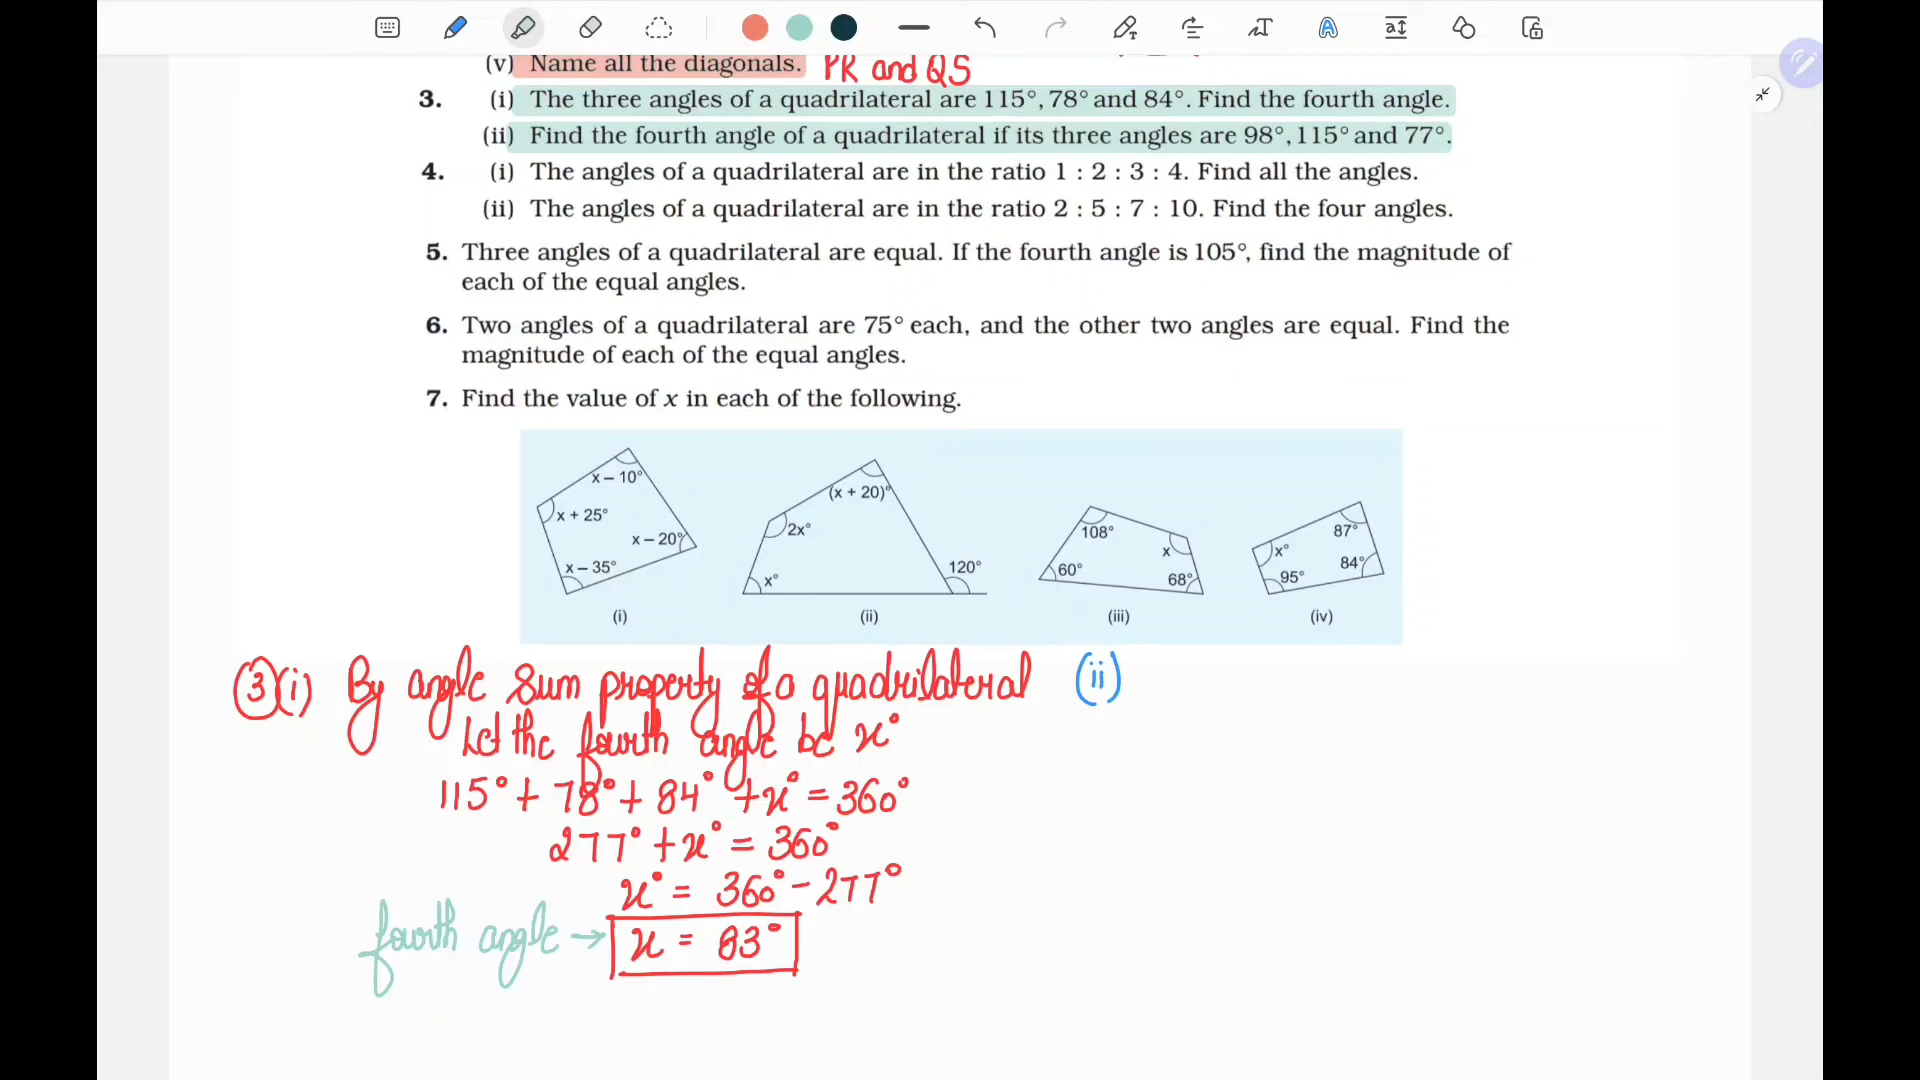 (v) Name all the diagonals. PR and QS
3. (i) The three angles of a quadrilateral are 115°, 78° and 84°. Find the fourth angle.
(ii) Find the fourth angle of a quadrilateral if its three angles are 98°, 115° and 77°.
4. (i) The angles of a quadrilateral are in the ratio 1 : 2 : 3 : 4. Find all the angles.
(ii) The angles of a quadrilateral are in the ratio 2 : 5 : 7 : 10. Find the four angles.
5. Three angles of a quadrilateral are equal. If the fourth angle is 105°, find the magnitude of
each of the equal angles.
6. Two angles of a quadrilateral are 75° each, and the other two angles are equal. Find the
magnitude of each of the equal angles.
7. Find the value of x in each of the following.
x – 10°
x + 25°
x – 20°
x – 35°
(i)
(x + 20)°
2x°
x°
120°
(ii)
108°
x
60°
68°
(iii)
87°
x°
84°
95°
(iv)
③(i) By angle sum property of a quadrilateral (ii)
Let the fourth angle be x°
115° + 78° + 84° + x° = 360°
277° + x° = 360°
x° = 360° - 277°
fourth angle → x = 83°